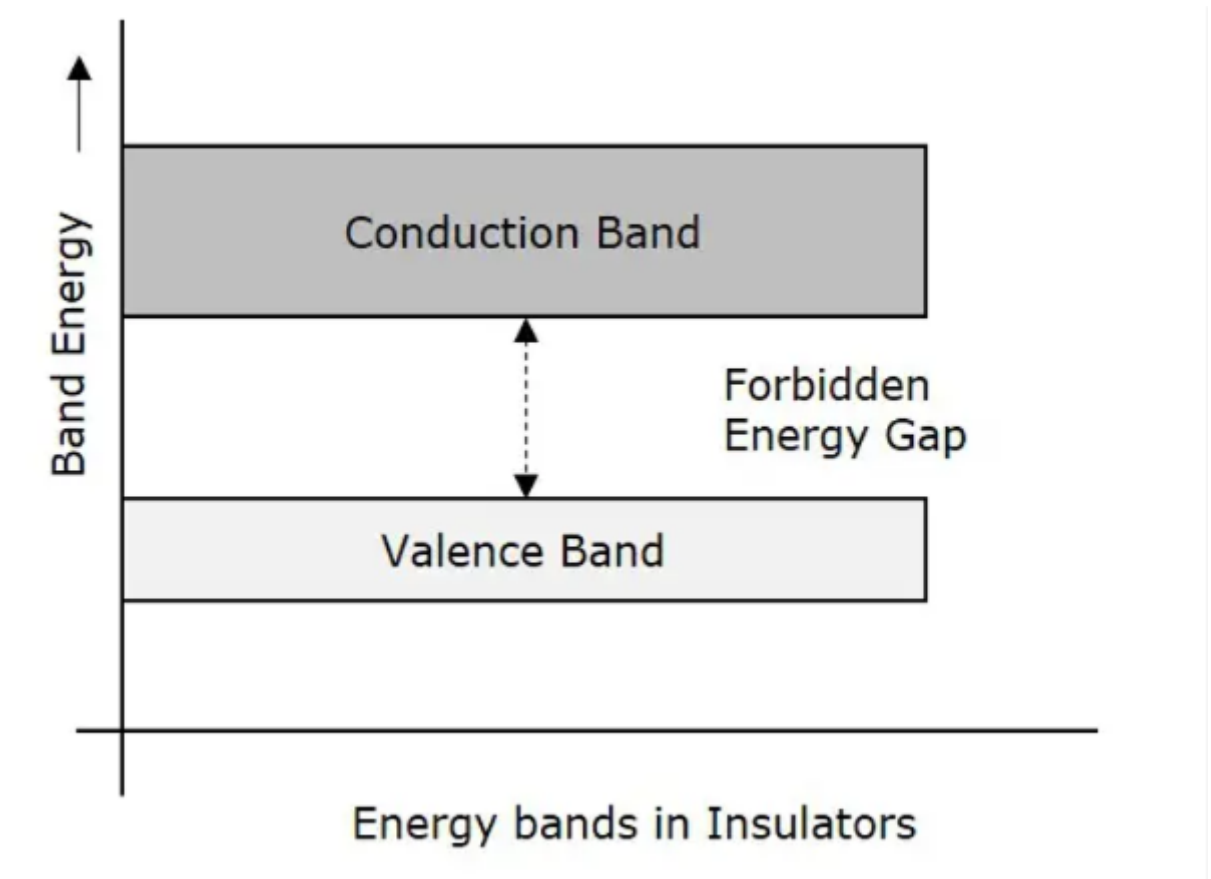 Band Energy
Conduction Band
Forbidden
Energy Gap
Valence Band
Energy bands in Insulators